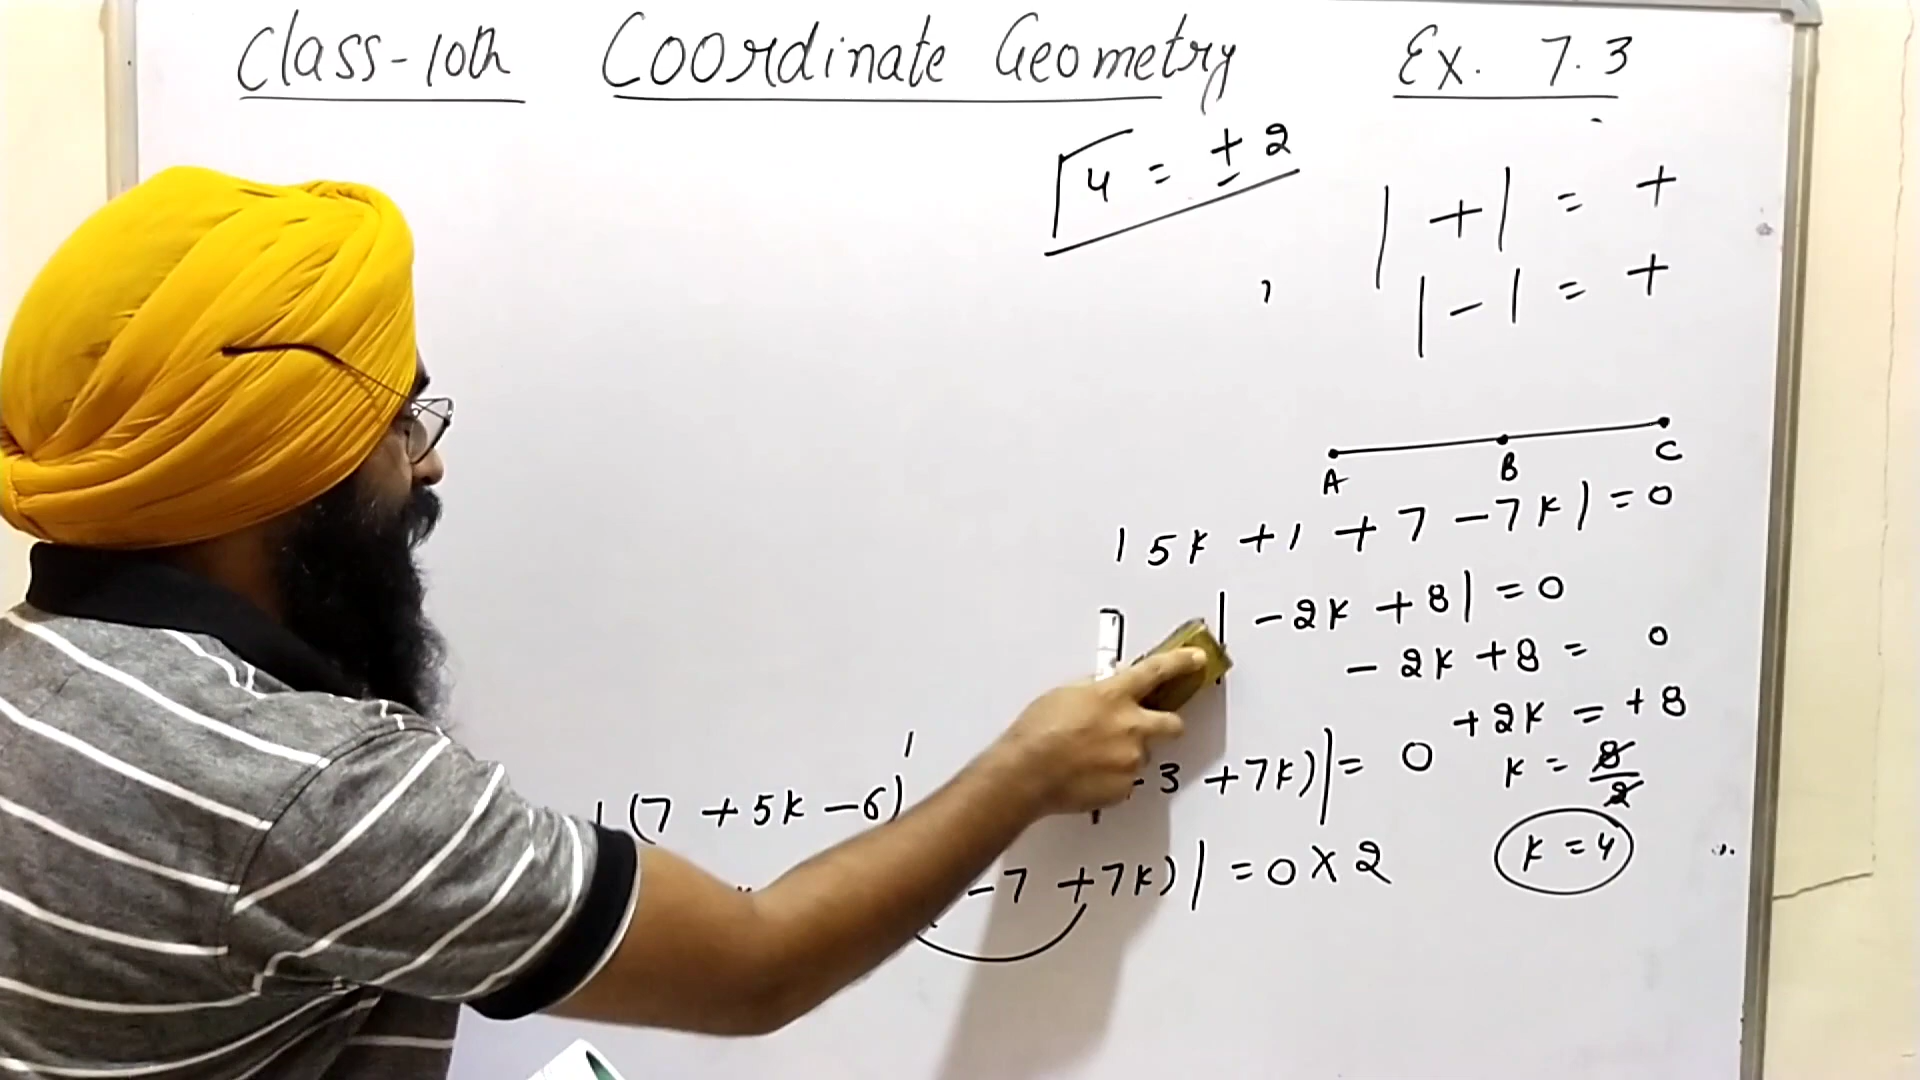 Class-10th Coordinate Geometry Ex. 7.3
√4 = ± 2
| + | = +
| - | = +
A B C
| 5k + 1 + 7 - 7k | = 0
| -2k + 8 | = 0
- 2k + 8 = 0
+2k = +8
k = 8/2
k = 4
| (7 + 5k - 6)
- 3 + 7k) | = 0
- 7 + 7k) | = 0 × 2